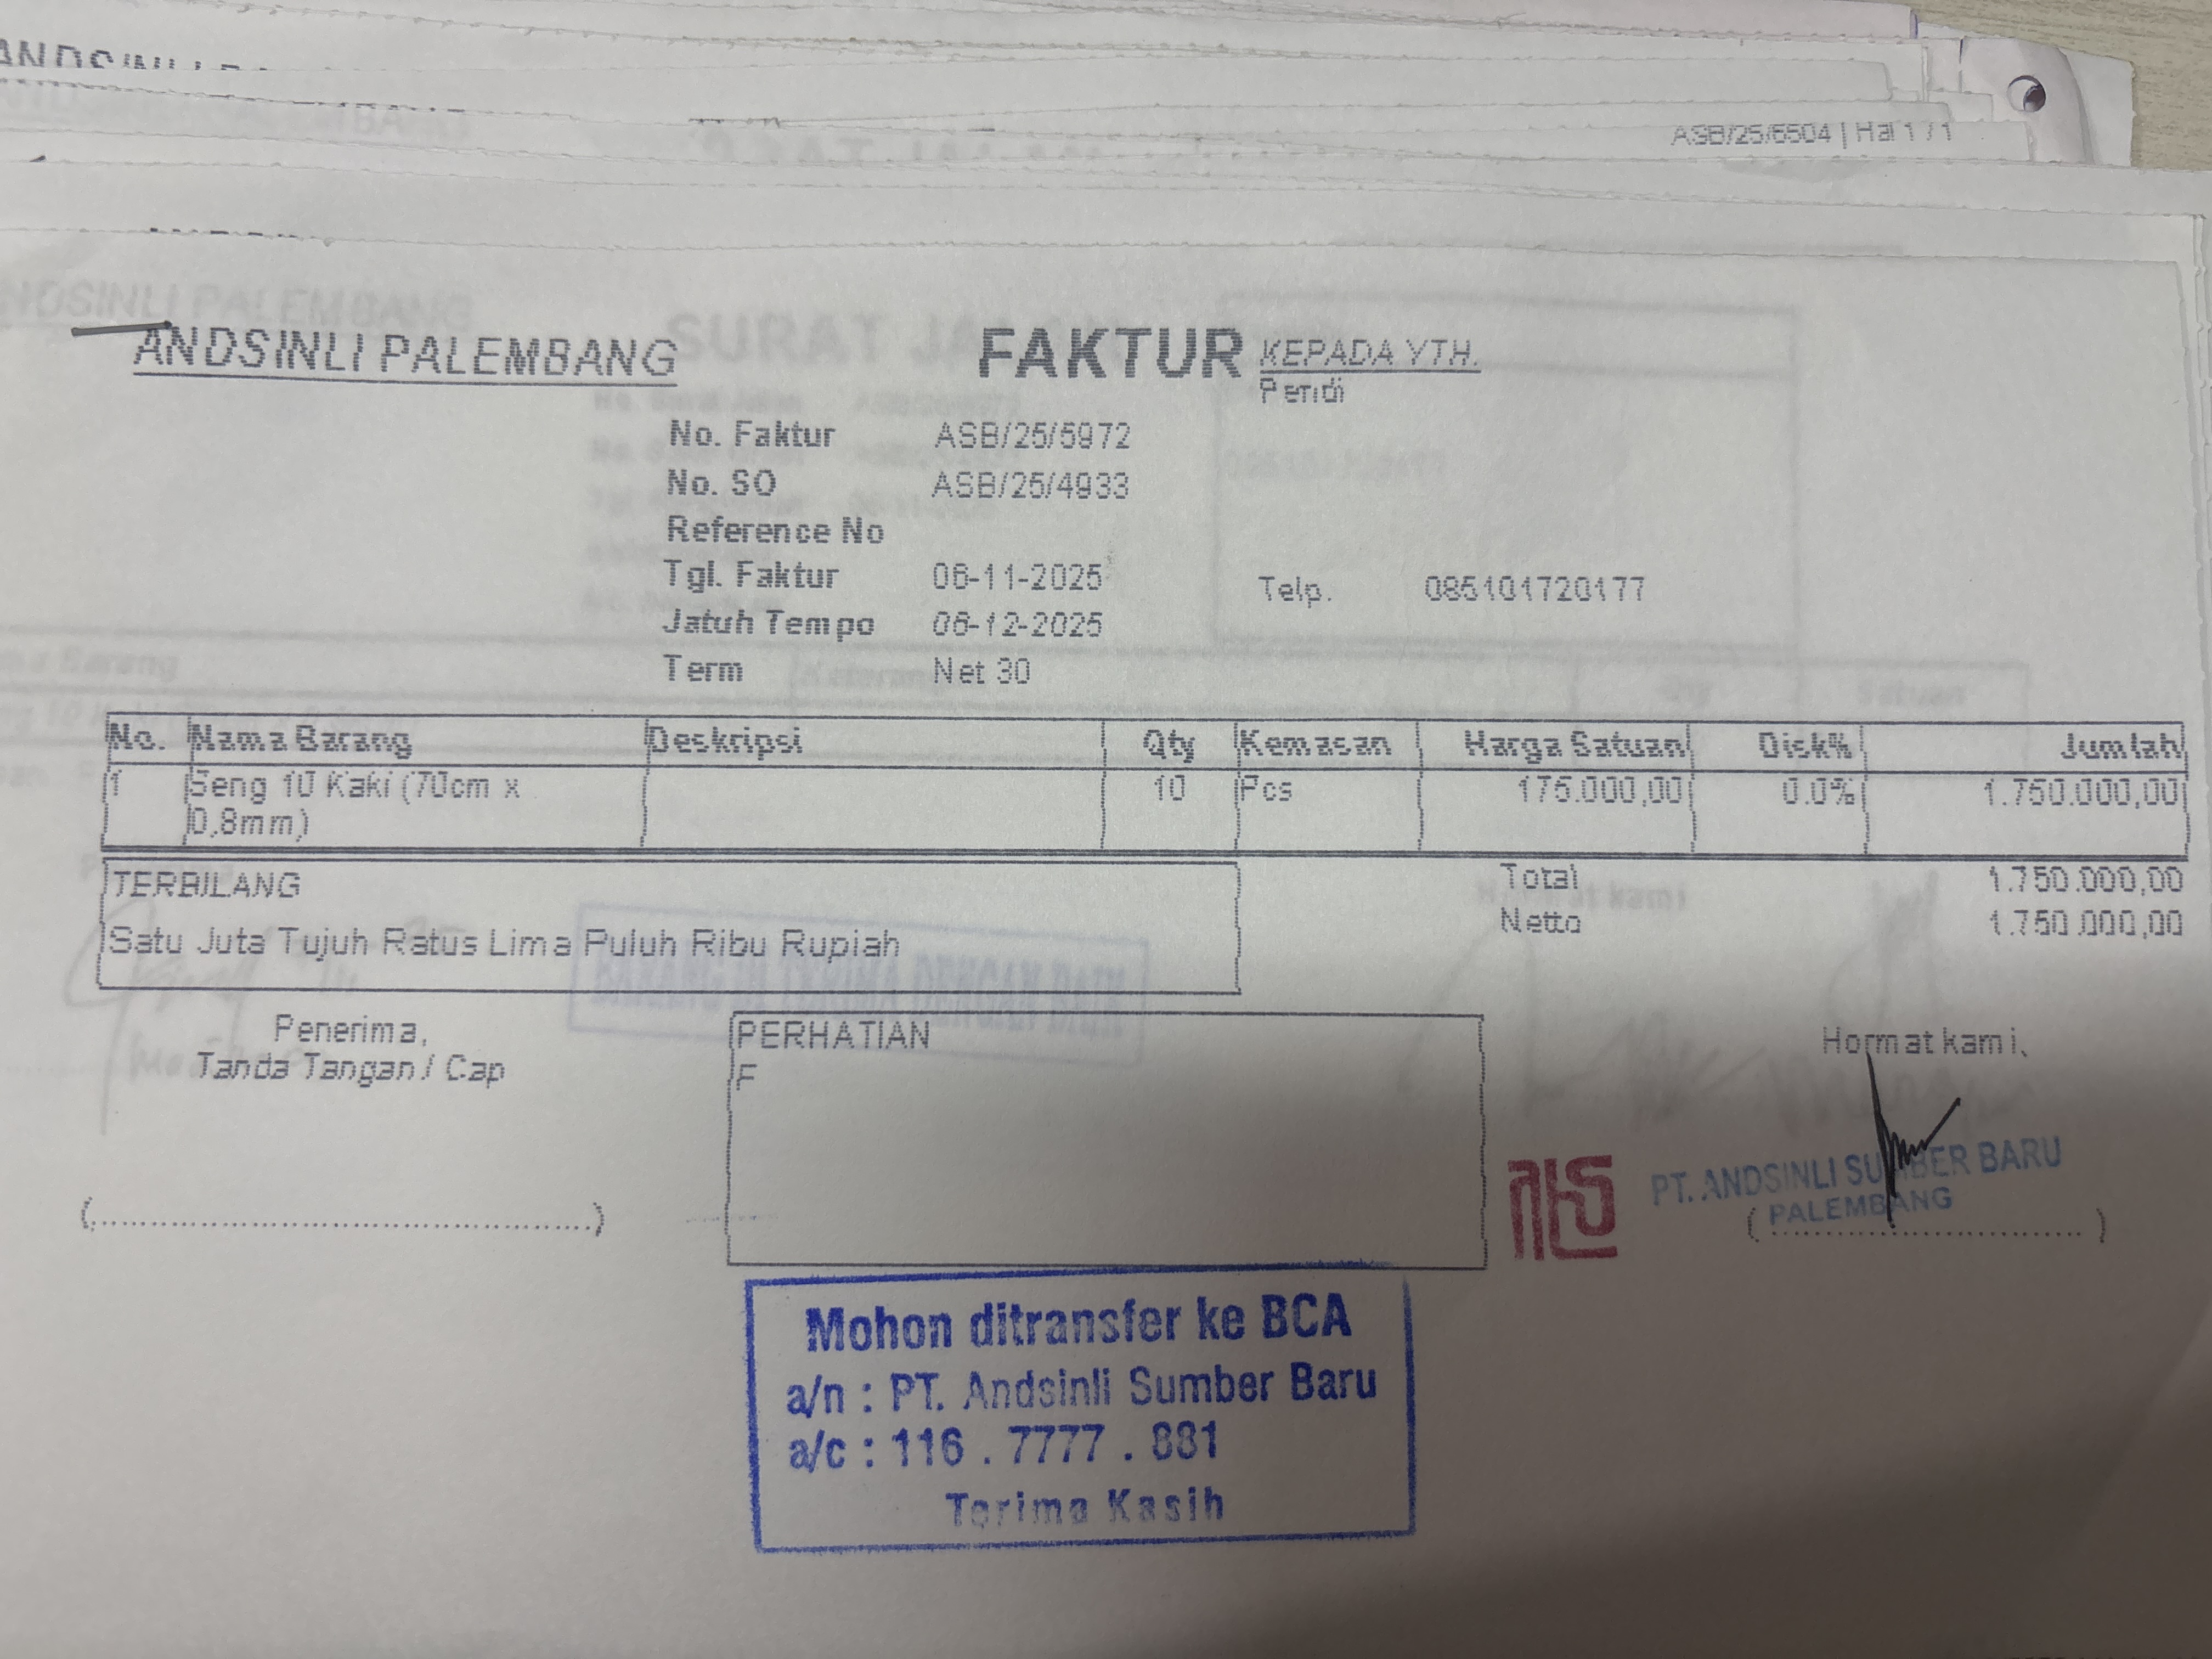 ASB/25/6504 | Hal 1 / 1
ANDSINLI PALEMBANG
FAKTUR
KEPADA YTH.
Pendi
No. Faktur ASB/25/5972
No. SO ASB/25/4933
Reference No
Tgl. Faktur 06-11-2025
Telp. 085101720177
Jatuh Tempo 06-12-2025
Term Net 30
No. Nama Barang Deskripsi Qty Kemasan Harga Satuan Disk% Jumlah
1 Seng 10 Kaki (70cm x 10 Pcs 175.000,00 0.0% 1.750.000,00
0,8mm)
TERBILANG
Total 1.750.000,00
Netto 1.750.000,00
Satu Juta Tujuh Ratus Lima Puluh Ribu Rupiah
Penerima,
Tanda Tangan / Cap
PERHATIAN
F
Hormat kami,
PT. ANDSINLI SUMBER BARU
PALEMBANG
Mohon ditransfer ke BCA
a/n : PT. Andsinli Sumber Baru
a/c : 116 . 7777 . 881
Terima Kasih